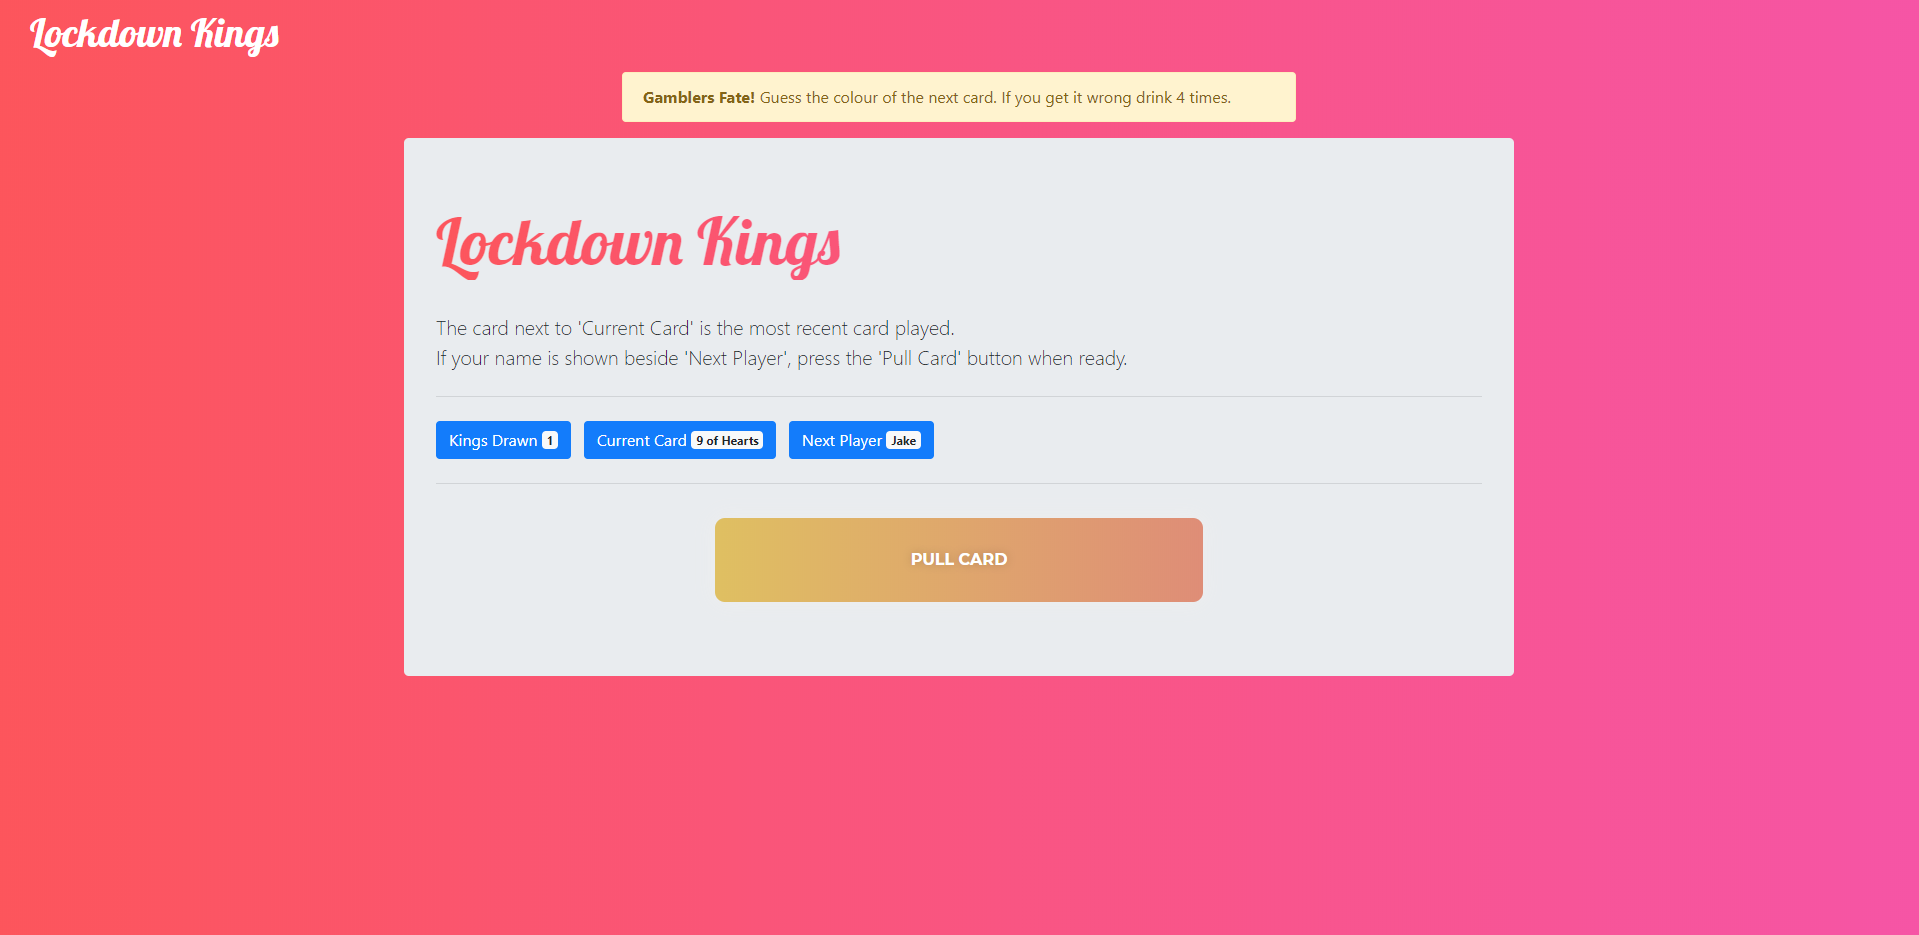 Lockdown Kings
Gamblers Fate! Guess the colour of the next card. If you get it wrong drink 4 times.
Lockdown Kings
The card next to 'Current Card' is the most recent card played.
If your name is shown beside 'Next Player', press the 'Pull Card' button when ready.
Kings Drawn 1 Current Card 9 of Hearts Next Player Jake
PULL CARD